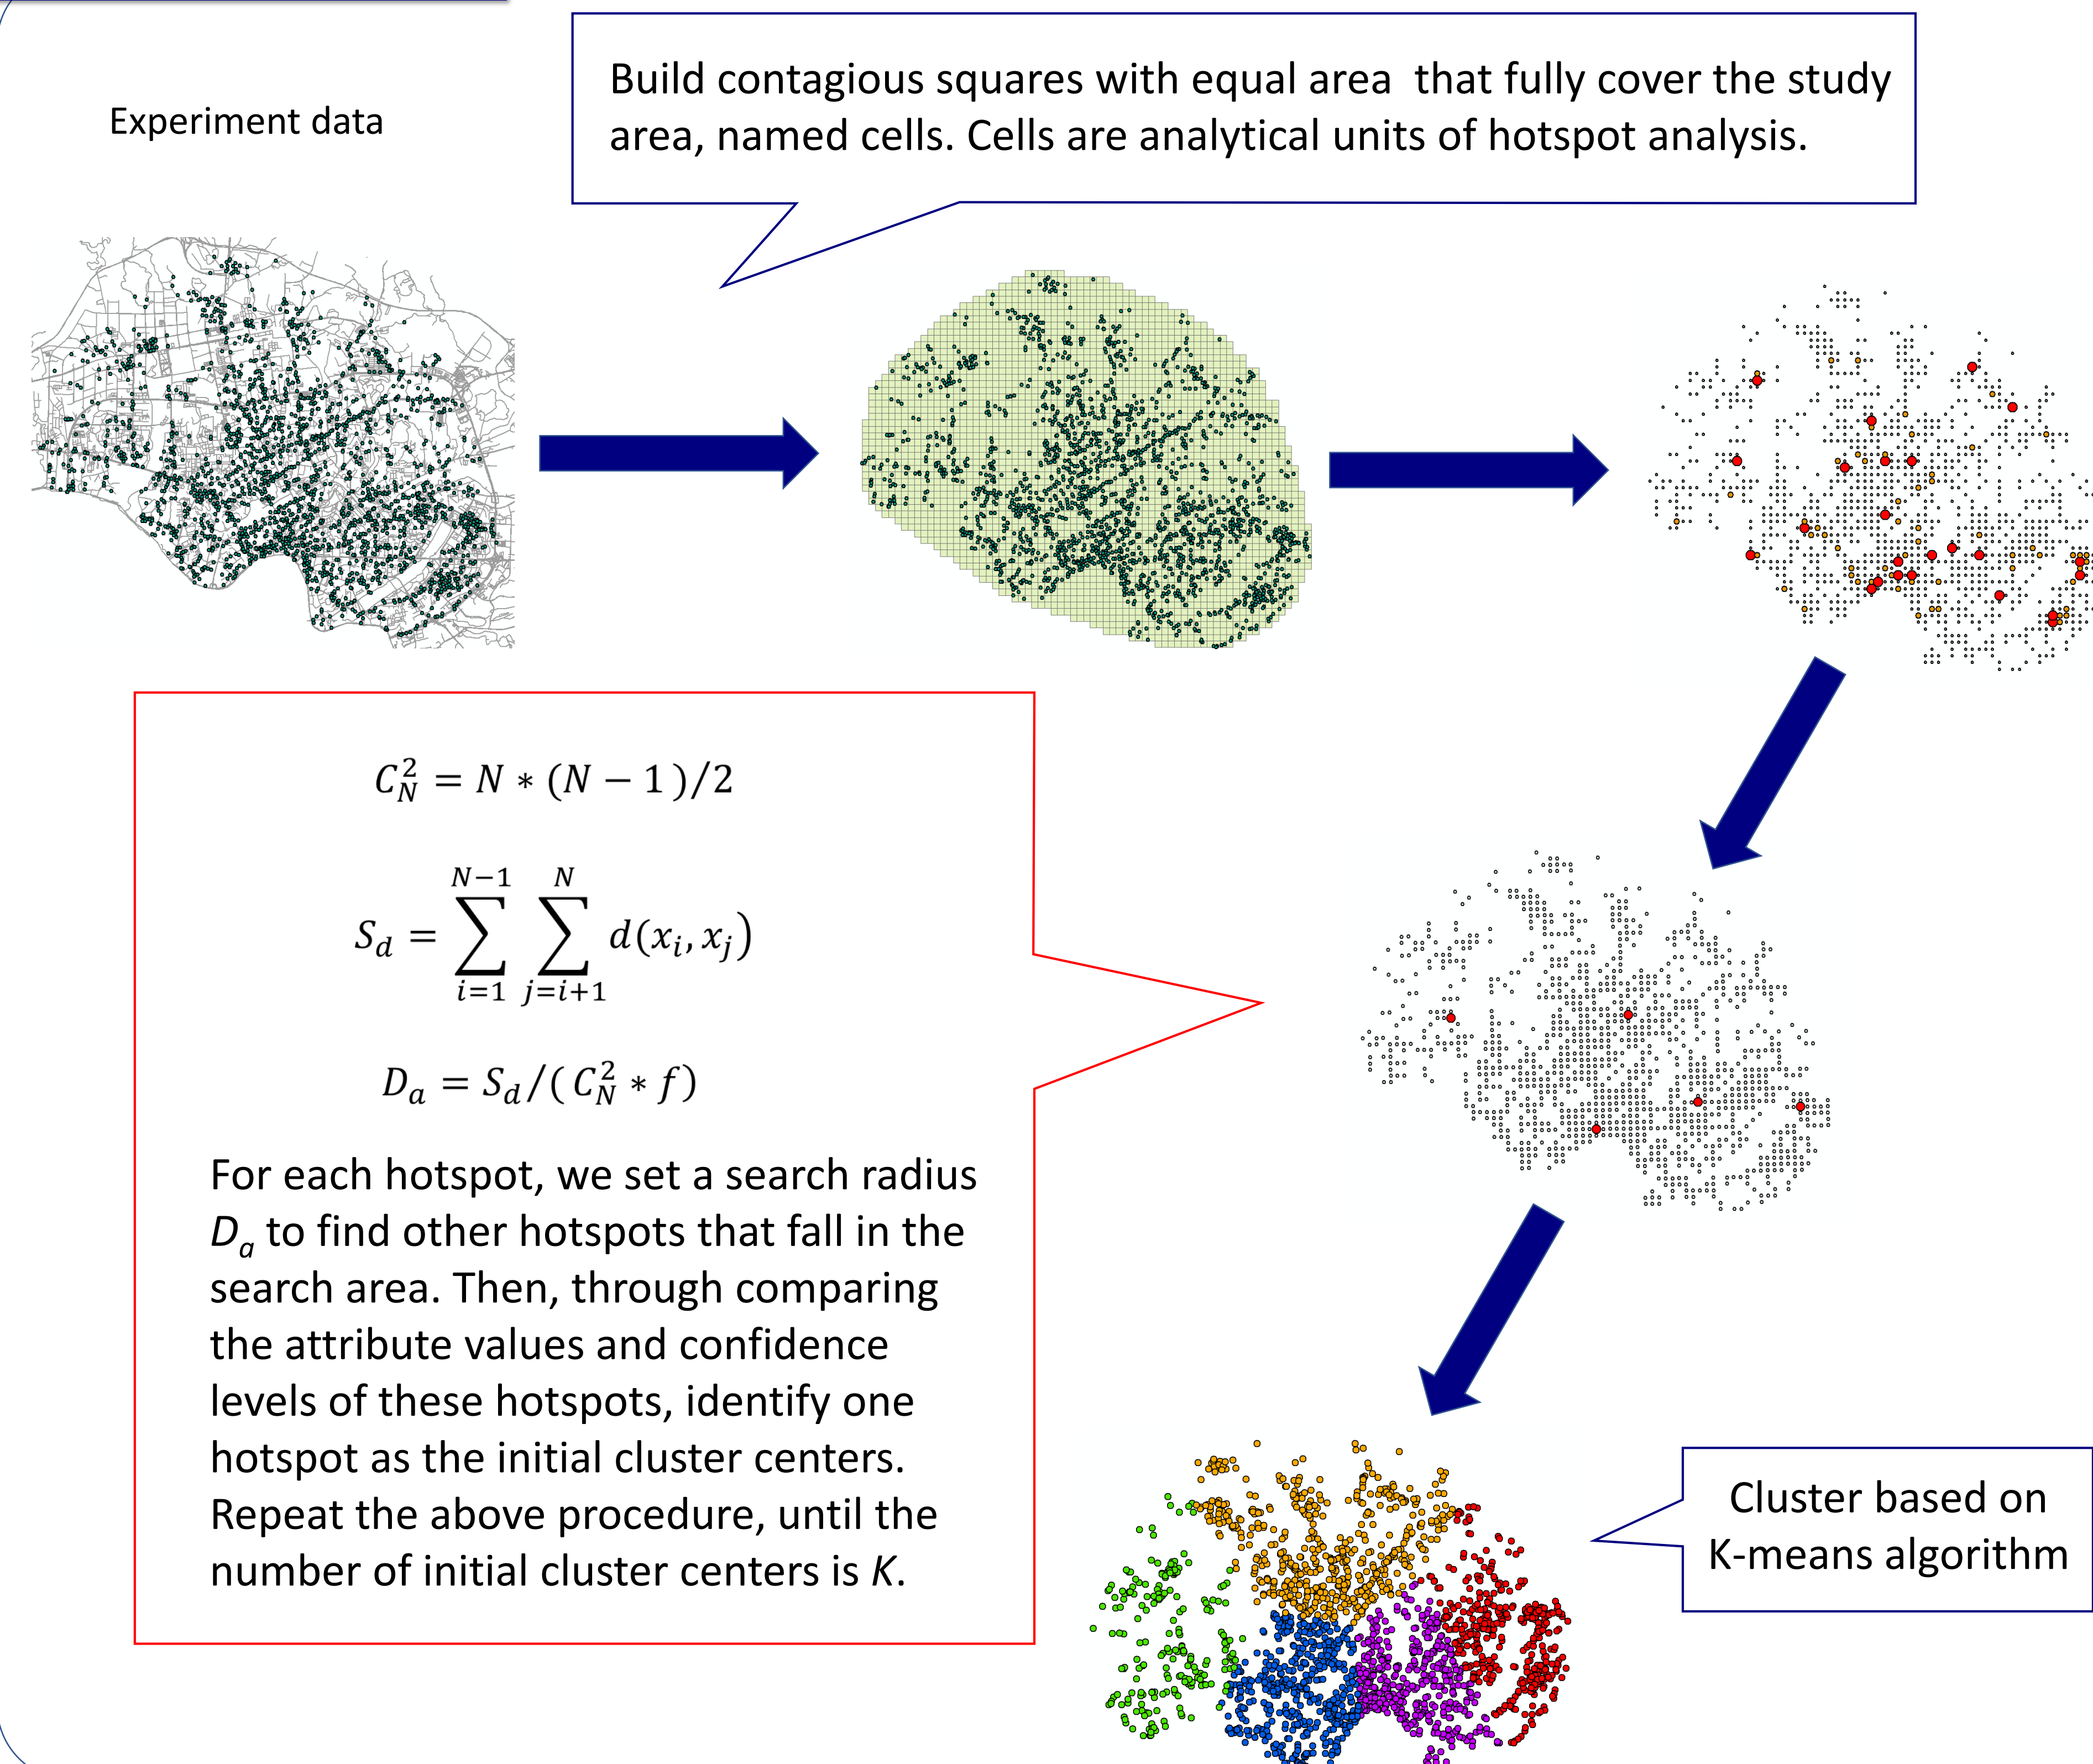 Experiment data
Build contagious squares with equal area that fully cover the study
area, named cells. Cells are analytical units of hotspot analysis.
C_N^2 = N * (N − 1)/2
S_d = ∑_{i=1}^{N−1} ∑_{j=i+1}^{N} d(x_i, x_j)
D_a = S_d/( C_N^2 * f)
For each hotspot, we set a search radius
D_a to find other hotspots that fall in the
search area. Then, through comparing
the attribute values and confidence
levels of these hotspots, identify one
hotspot as the initial cluster centers.
Repeat the above procedure, until the
number of initial cluster centers is K.
Cluster based on
K-means algorithm